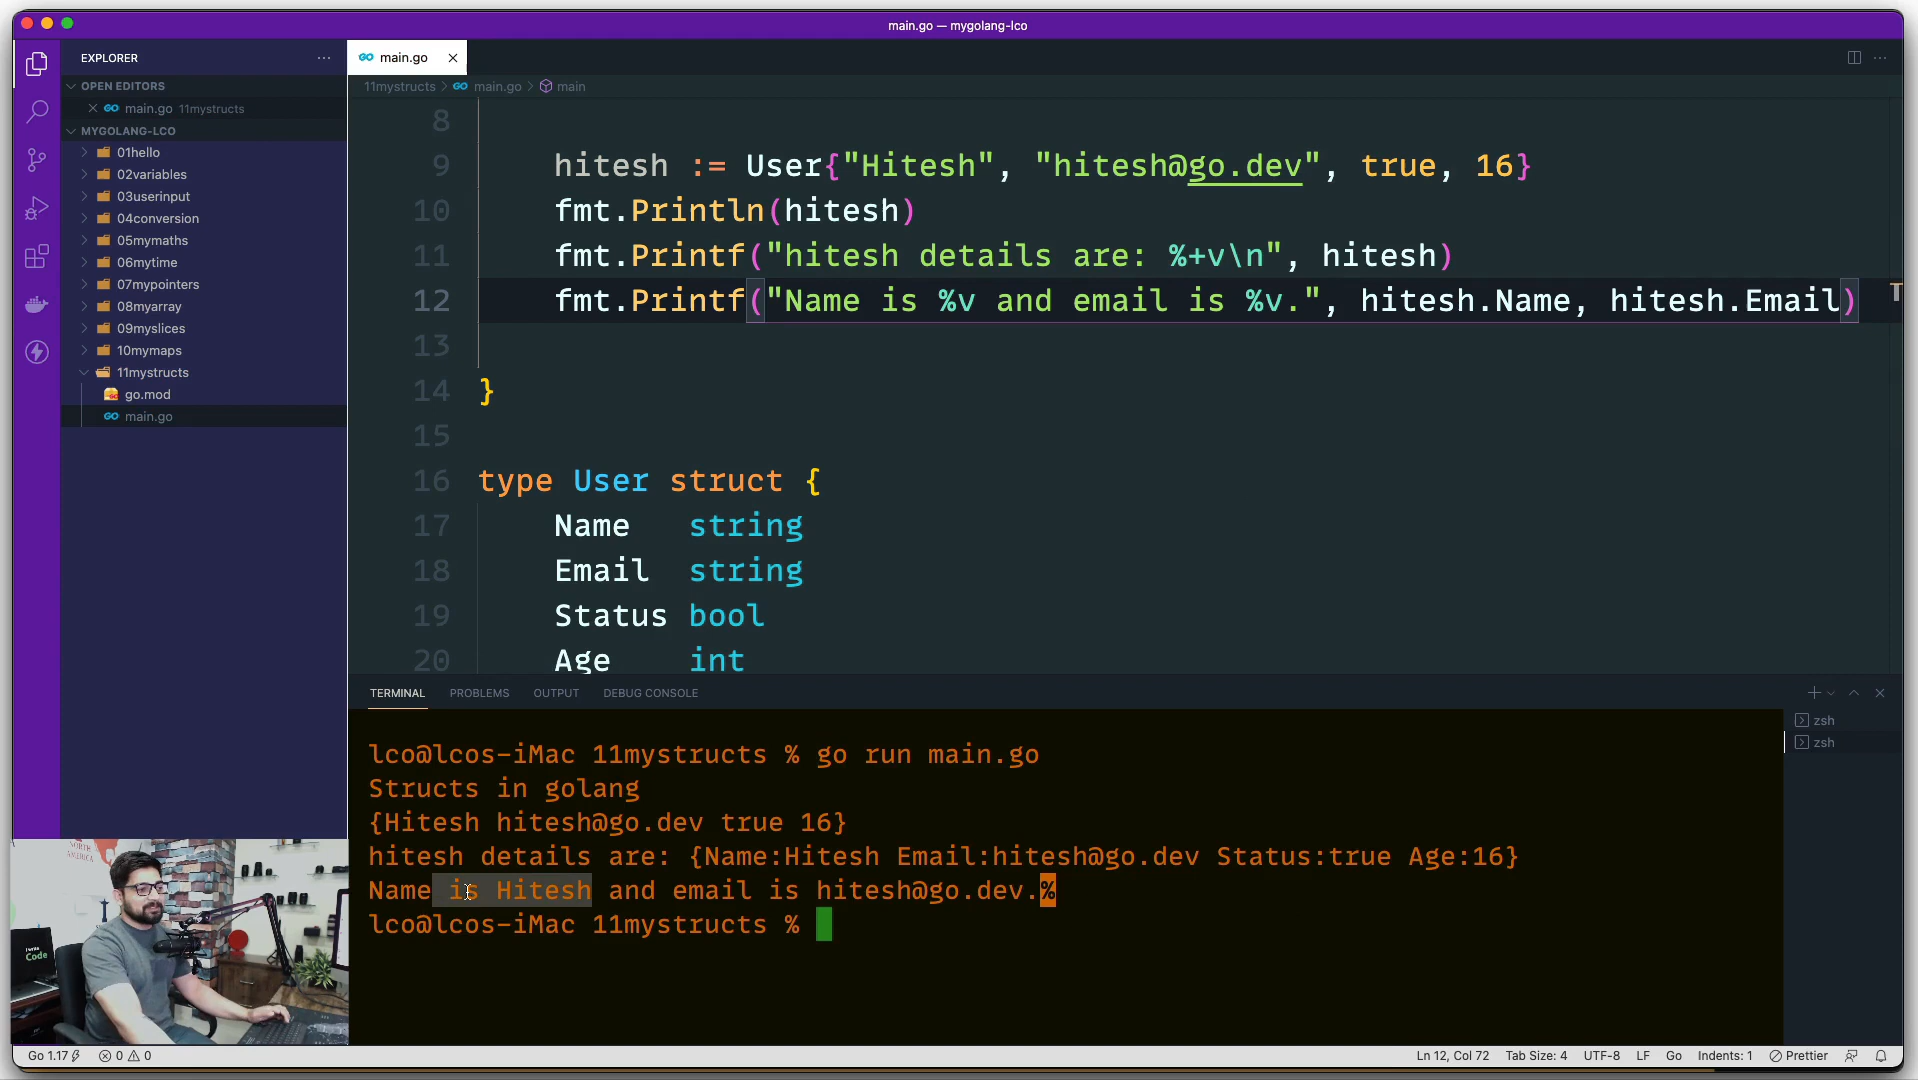 main.go — mygolang-lco
EXPLORER
OPEN EDITORS
main.go 11mystructs
MYGOLANG-LCO
01hello
02variables
03userinput
04conversion
05mymaths
06mytime
07mypointers
08myarray
09myslices
10mymaps
11mystructs
go.mod
main.go
main.go
11mystructs > main.go > main
8
9 hitesh := User{"Hitesh", "hitesh@go.dev", true, 16}
10 fmt.Println(hitesh)
11 fmt.Printf("hitesh details are: %+v\n", hitesh)
12 fmt.Printf("Name is %v and email is %v.", hitesh.Name, hitesh.Email)
13
14 }
15
16 type User struct {
17 Name string
18 Email string
19 Status bool
20 Age int
TERMINAL PROBLEMS OUTPUT DEBUG CONSOLE
lco@lcos-iMac 11mystructs % go run main.go
Structs in golang
{Hitesh hitesh@go.dev true 16}
hitesh details are: {Name:Hitesh Email:hitesh@go.dev Status:true Age:16}
Name is Hitesh and email is hitesh@go.dev.%
lco@lcos-iMac 11mystructs %
zsh
zsh
NORTH
AMERICA
Code
Go 1.17 0 0 Ln 12, Col 72 Tab Size: 4 UTF-8 LF Go Indents: 1 Prettier